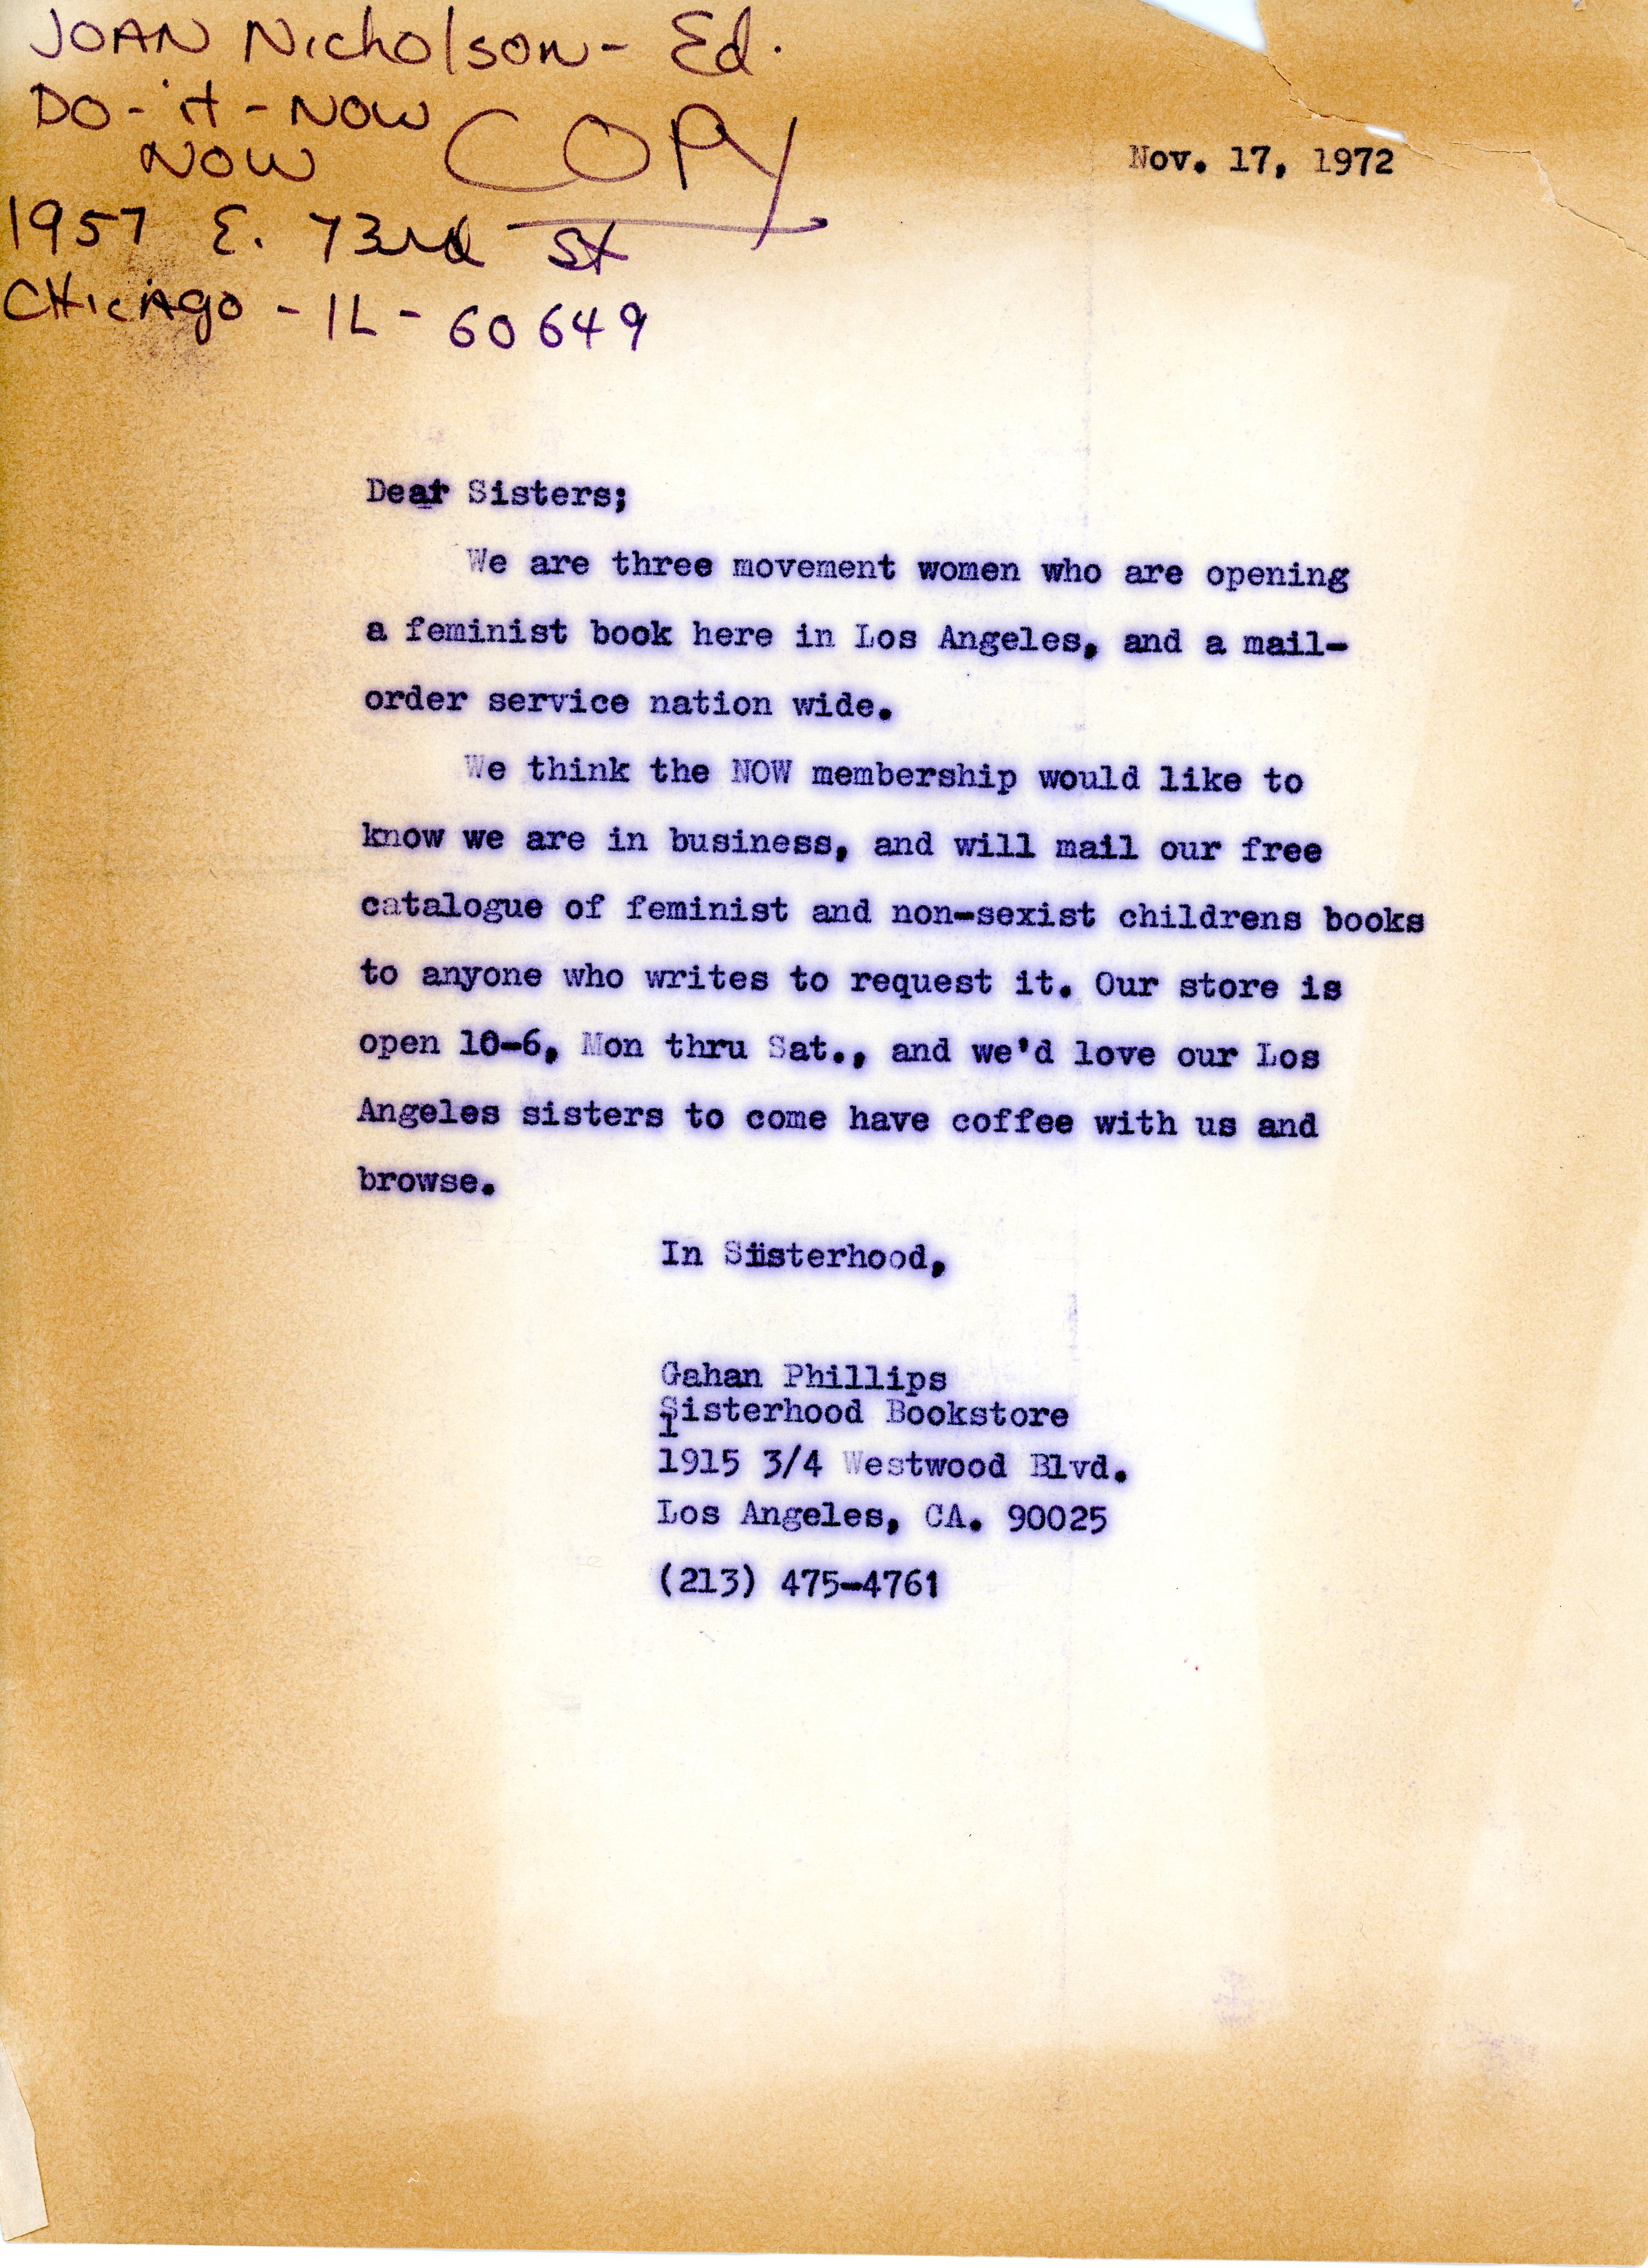 JOAN Nicholson - Ed.
DO-it-NOW
NOW
COPY
1957 E. 73rd St
CHICAgo - IL - 60649
Nov. 17, 1972
Dear Sisters;
We are three movement women who are opening
a feminist book here in Los Angeles, and a mail-
order service nation wide.
We think the NOW membership would like to
know we are in business, and will mail our free
catalogue of feminist and non-sexist childrens books
to anyone who writes to request it. Our store is
open 10-6, Mon thru Sat., and we'd love our Los
Angeles sisters to come have coffee with us and
browse.
In Sisterhood,
Gahan Phillips
Sisterhood Bookstore
1915 3/4 Westwood Blvd.
Los Angeles, CA. 90025
(213) 475-4761